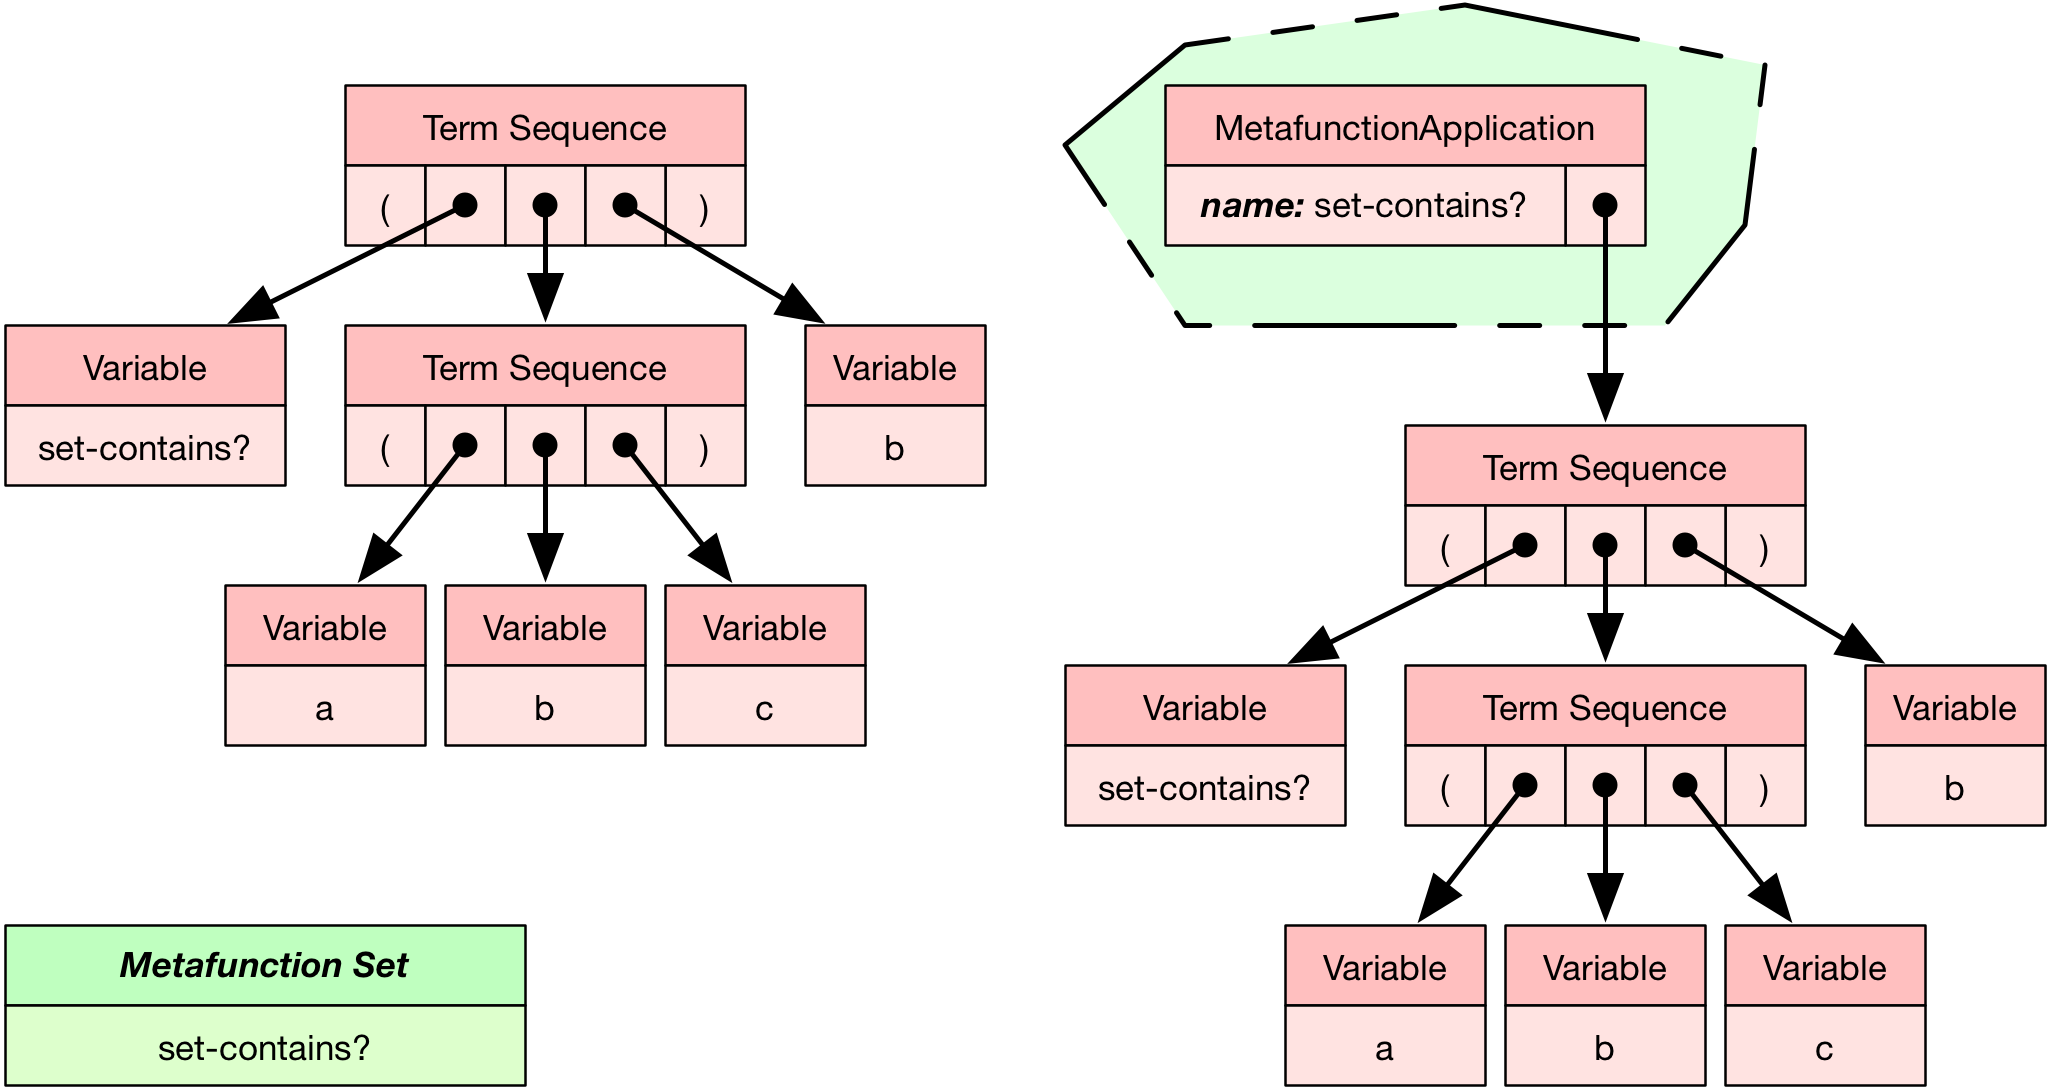 Term Sequence
( )
Variable
set-contains?
Term Sequence
( )
Variable
b
Variable
a
Variable
b
Variable
c
Metafunction Set
set-contains?
MetafunctionApplication
name: set-contains?
Term Sequence
( )
Variable
set-contains?
Term Sequence
( )
Variable
b
Variable
a
Variable
b
Variable
c